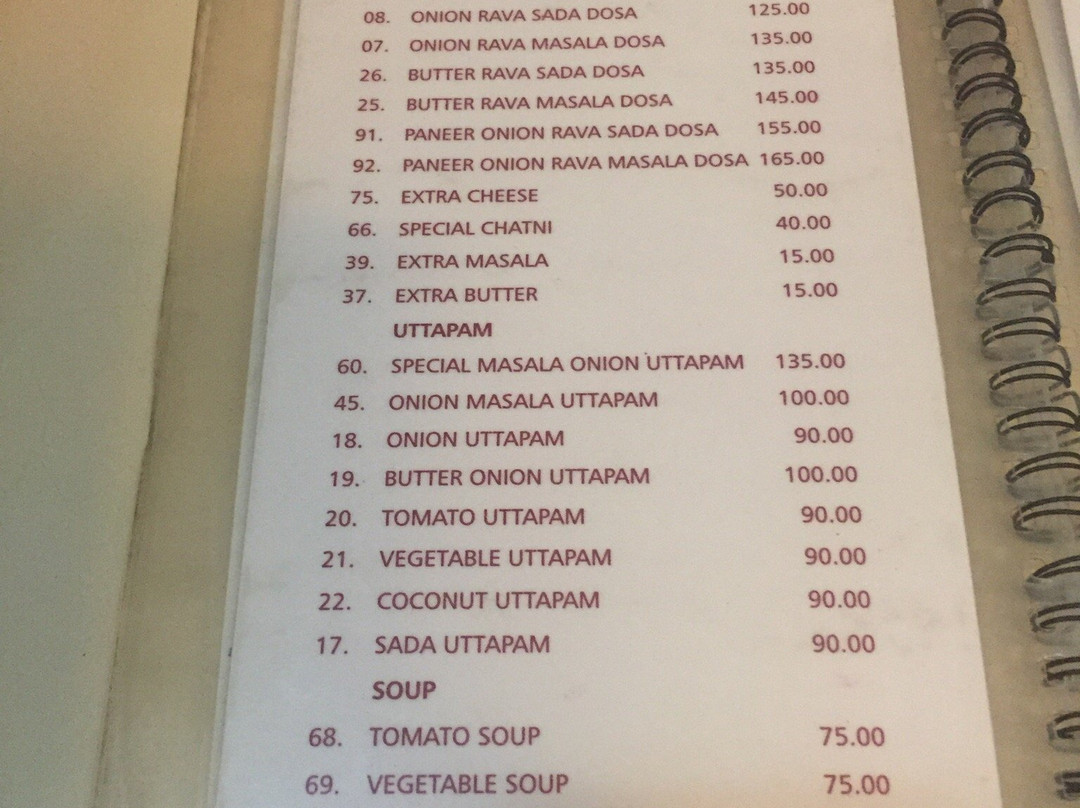 08. ONION RAVA SADA DOSA 125.00
07. ONION RAVA MASALA DOSA 135.00
26. BUTTER RAVA SADA DOSA 135.00
25. BUTTER RAVA MASALA DOSA 145.00
91. PANEER ONION RAVA SADA DOSA 155.00
92. PANEER ONION RAVA MASALA DOSA 165.00
75. EXTRA CHEESE 50.00
66. SPECIAL CHATNI 40.00
39. EXTRA MASALA 15.00
37. EXTRA BUTTER 15.00
UTTAPAM
60. SPECIAL MASALA ONION UTTAPAM 135.00
45. ONION MASALA UTTAPAM 100.00
18. ONION UTTAPAM 90.00
19. BUTTER ONION UTTAPAM 100.00
20. TOMATO UTTAPAM 90.00
21. VEGETABLE UTTAPAM 90.00
22. COCONUT UTTAPAM 90.00
17. SADA UTTAPAM 90.00
SOUP
68. TOMATO SOUP 75.00
69. VEGETABLE SOUP 75.00